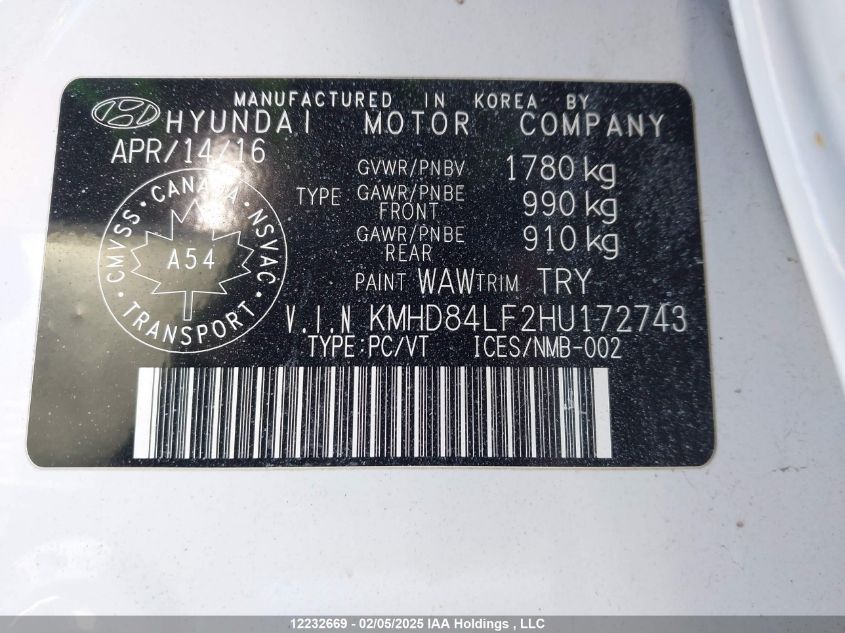 MANUFACTURED IN KOREA BY
HYUNDAI MOTOR COMPANY
APR/14/16
GVWR/PNBV 1780 kg
TYPE GAWR/PNBE FRONT 990 kg
GAWR/PNBE REAR 910 kg
CMVSS · CANADA · NSVAC
A54
· TRANSPORT ·
PAINT WAW TRIM TRY
V.I.N KMHD84LF2HU172743
TYPE:PC/VT ICES/NMB-002
12232669 - 02/05/2025 IAA Holdings , LLC